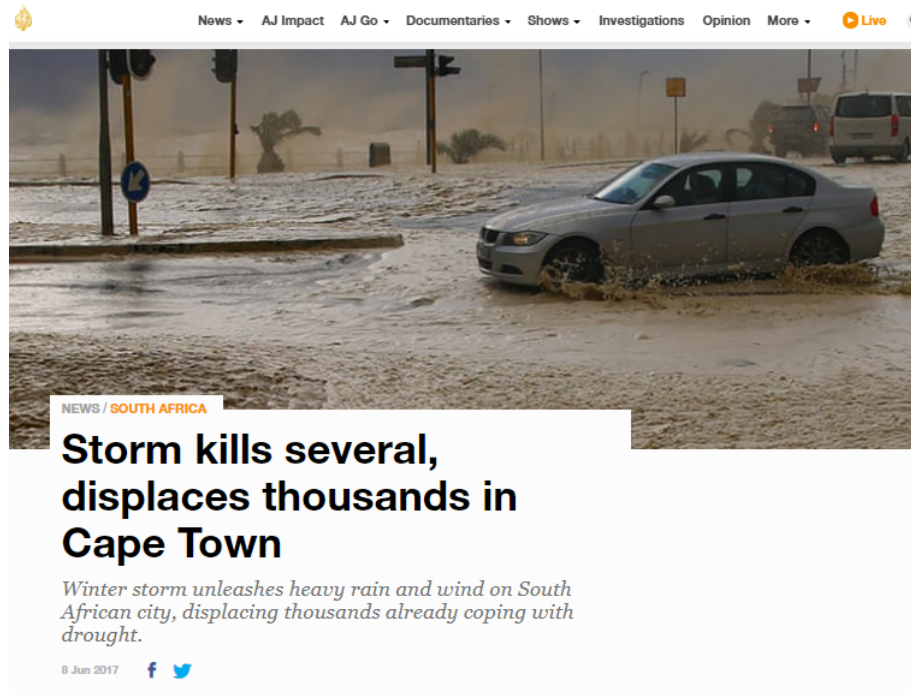 News AJ Impact AJ Go Documentaries Shows Investigations Opinion More Live
NEWS / SOUTH AFRICA
Storm kills several,
displaces thousands in
Cape Town
Winter storm unleashes heavy rain and wind on South
African city, displacing thousands already coping with
drought.
8 Jun 2017